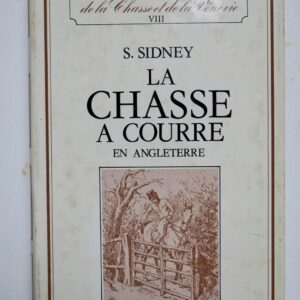 de la Chasse et de la Vénerie
VIII
S. SIDNEY
LA
CHASSE
A COURRE
EN ANGLETERRE